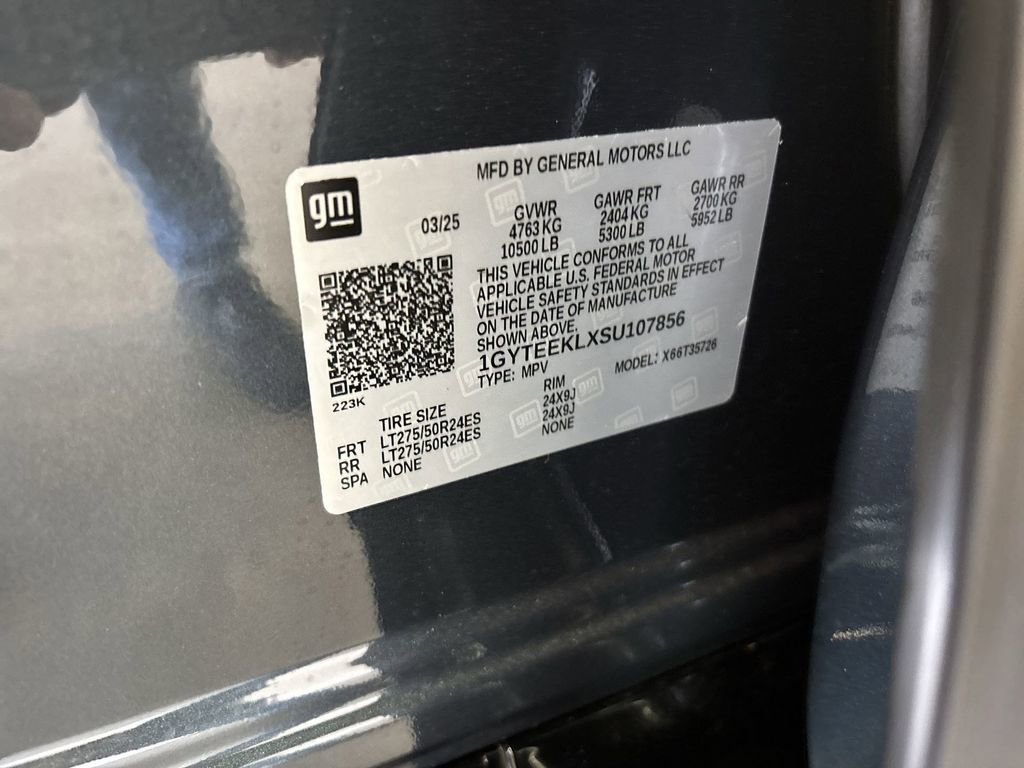 MFD BY GENERAL MOTORS LLC
gm
03/25
GVWR
4763 KG
10500 LB
GAWR FRT
2404 KG
5300 LB
GAWR RR
2700 KG
5952 LB
THIS VEHICLE CONFORMS TO ALL
APPLICABLE U.S. FEDERAL MOTOR
VEHICLE SAFETY STANDARDS IN EFFECT
ON THE DATE OF MANUFACTURE
SHOWN ABOVE.
1GYTEEKLXSU107856
TYPE: MPV MODEL: X66T35726
223K
TIRE SIZE RIM
FRT LT275/50R24ES 24X9J
RR LT275/50R24ES 24X9J
SPA NONE NONE